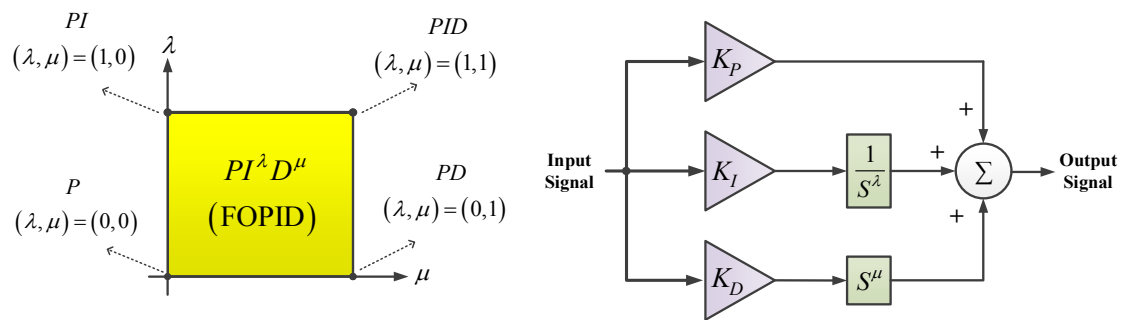 PI
(λ, μ) = (1,0)
λ
PID
(λ, μ) = (1,1)
PI^λ D^μ
(FOPID)
P
(λ, μ) = (0,0)
PD
(λ, μ) = (0,1)
μ
K_P
+
Input
Signal
K_I
1
S^λ
+
Σ
Output
Signal
+
K_D
S^μ